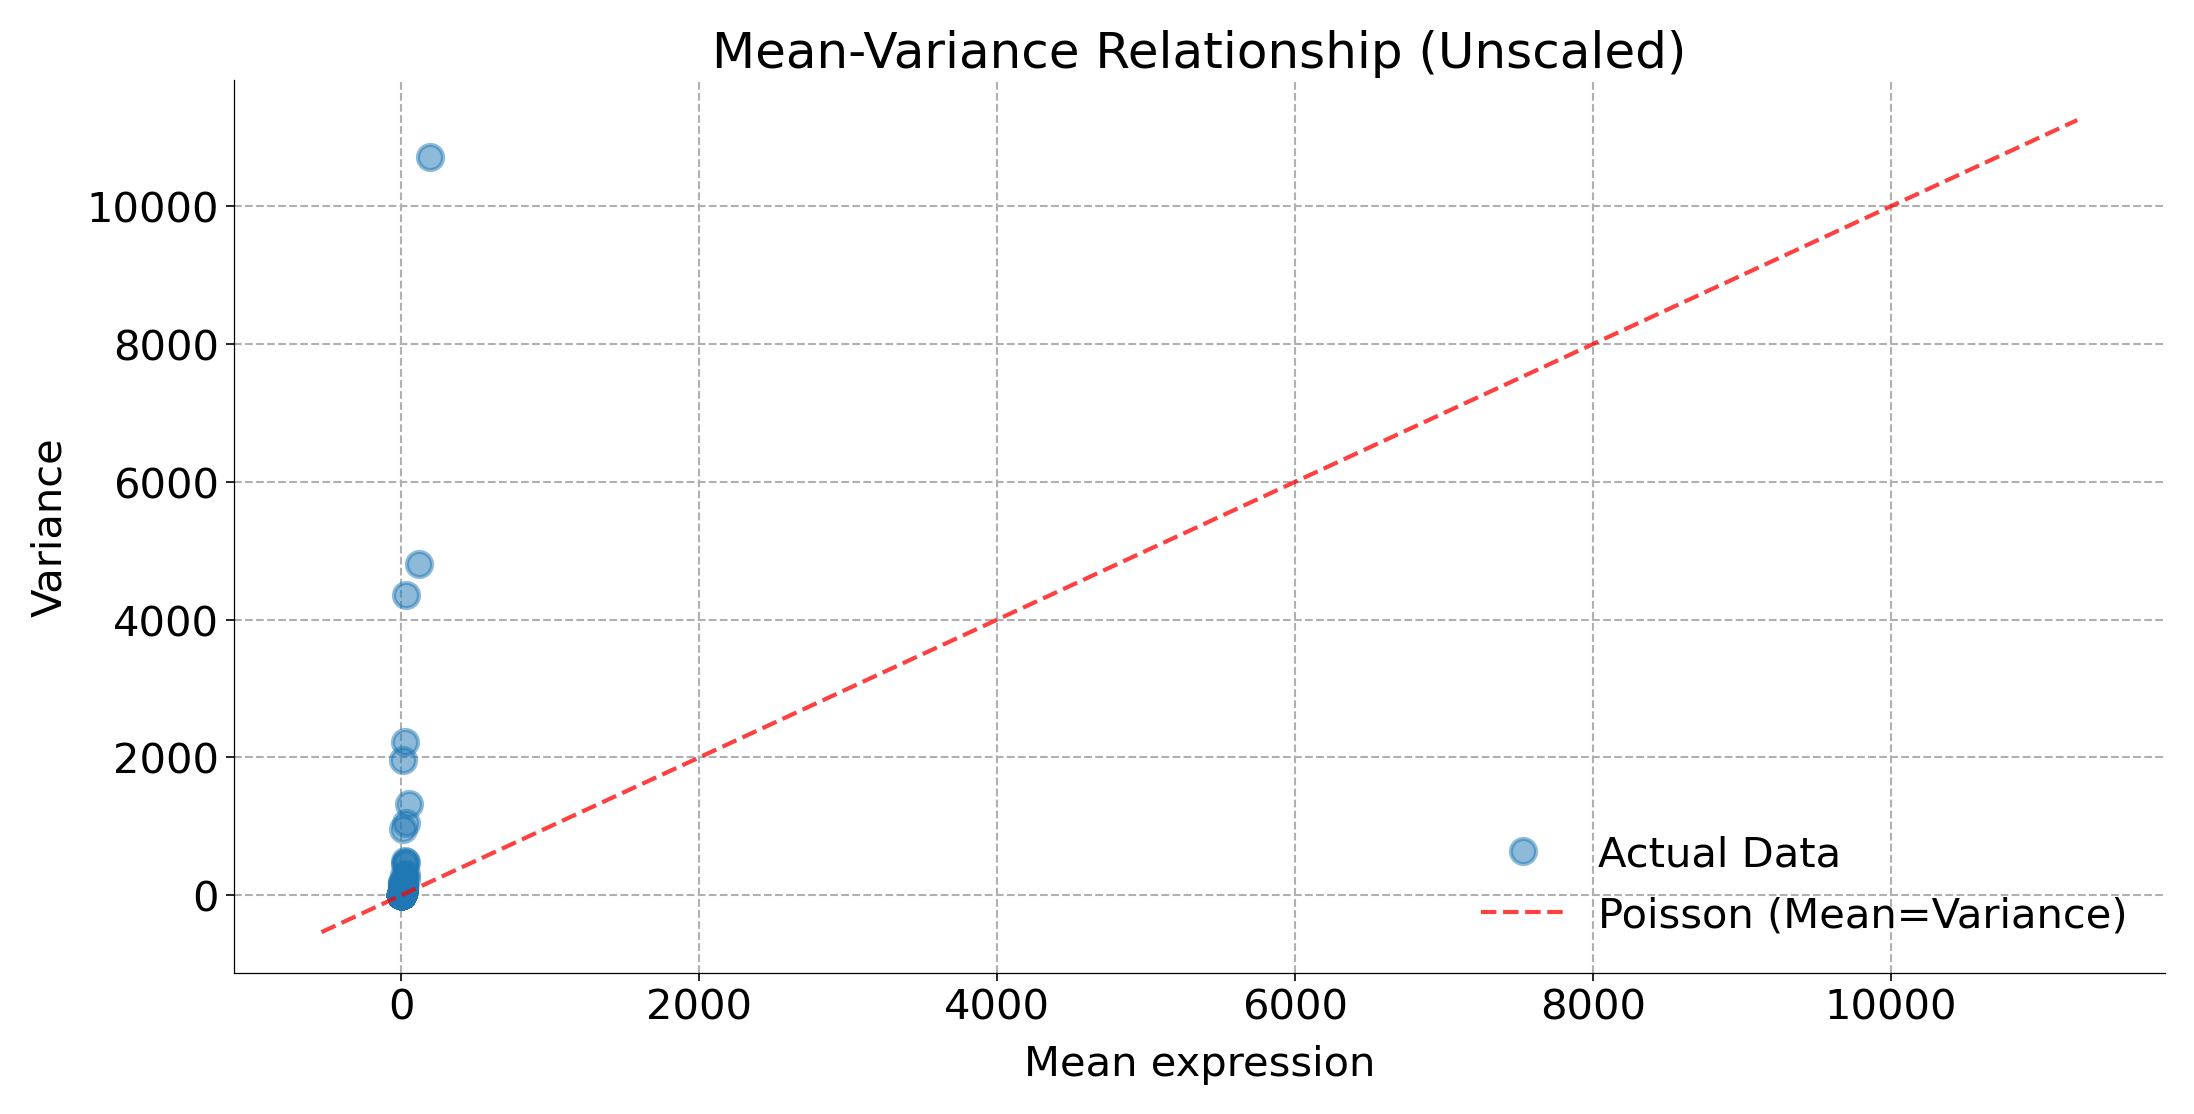 Mean-Variance Relationship (Unscaled)
10000
8000
6000
4000
2000
0
Variance
Actual Data
Poisson (Mean=Variance)
0
2000
4000
6000
8000
10000
Mean expression